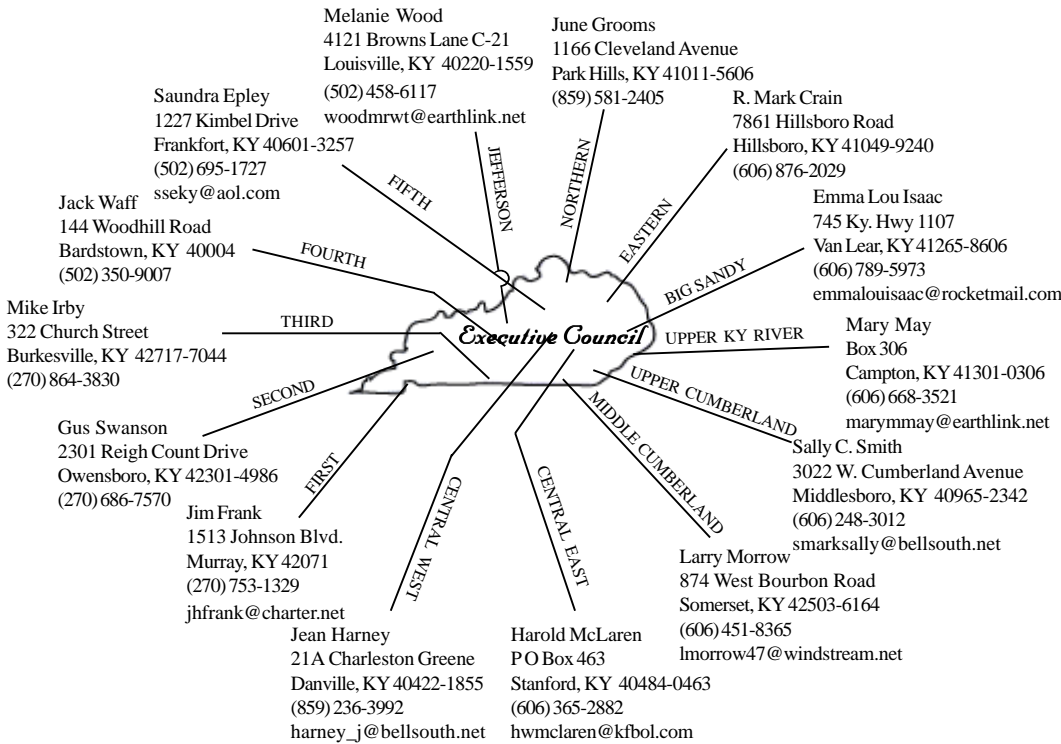 Melanie Wood
4121 Browns Lane C-21
Louisville, KY 40220-1559
(502) 458-6117
woodmrwt@earthlink.net
JEFFERSON
June Grooms
1166 Cleveland Avenue
Park Hills, KY 41011-5606
(859) 581-2405
NORTHERN
R. Mark Crain
7861 Hillsboro Road
Hillsboro, KY 41049-9240
(606) 876-2029
EASTERN
Saundra Epley
1227 Kimbel Drive
Frankfort, KY 40601-3257
(502) 695-1727
sseky@aol.com
FIFTH
Emma Lou Isaac
745 Ky. Hwy 1107
Van Lear, KY 41265-8606
(606) 789-5973
emmalouisaac@rocketmail.com
BIG SANDY
Jack Waff
144 Woodhill Road
Bardstown, KY 40004
(502) 350-9007
FOURTH
Mike Irby
322 Church Street
Burkesville, KY 42717-7044
(270) 864-3830
THIRD
Executive Council
UPPER KY RIVER
Mary May
Box 306
Campton, KY 41301-0306
(606) 668-3521
marymmay@earthlink.net
SECOND
Gus Swanson
2301 Reigh Count Drive
Owensboro, KY 42301-4986
(270) 686-7570
UPPER CUMBERLAND
Sally C. Smith
3022 W. Cumberland Avenue
Middlesboro, KY 40965-2342
(606) 248-3012
smarksally@bellsouth.net
FIRST
Jim Frank
1513 Johnson Blvd.
Murray, KY 42071
(270) 753-1329
jhfrank@charter.net
CENTRAL WEST
Jean Harney
21A Charleston Greene
Danville, KY 40422-1855
(859) 236-3992
harney_j@bellsouth.net
CENTRAL EAST
Harold McLaren
PO Box 463
Stanford, KY 40484-0463
(606) 365-2882
hwmclaren@kfbol.com
MIDDLE CUMBERLAND
Larry Morrow
874 West Bourbon Road
Somerset, KY 42503-6164
(606) 451-8365
lmorrow47@windstream.net